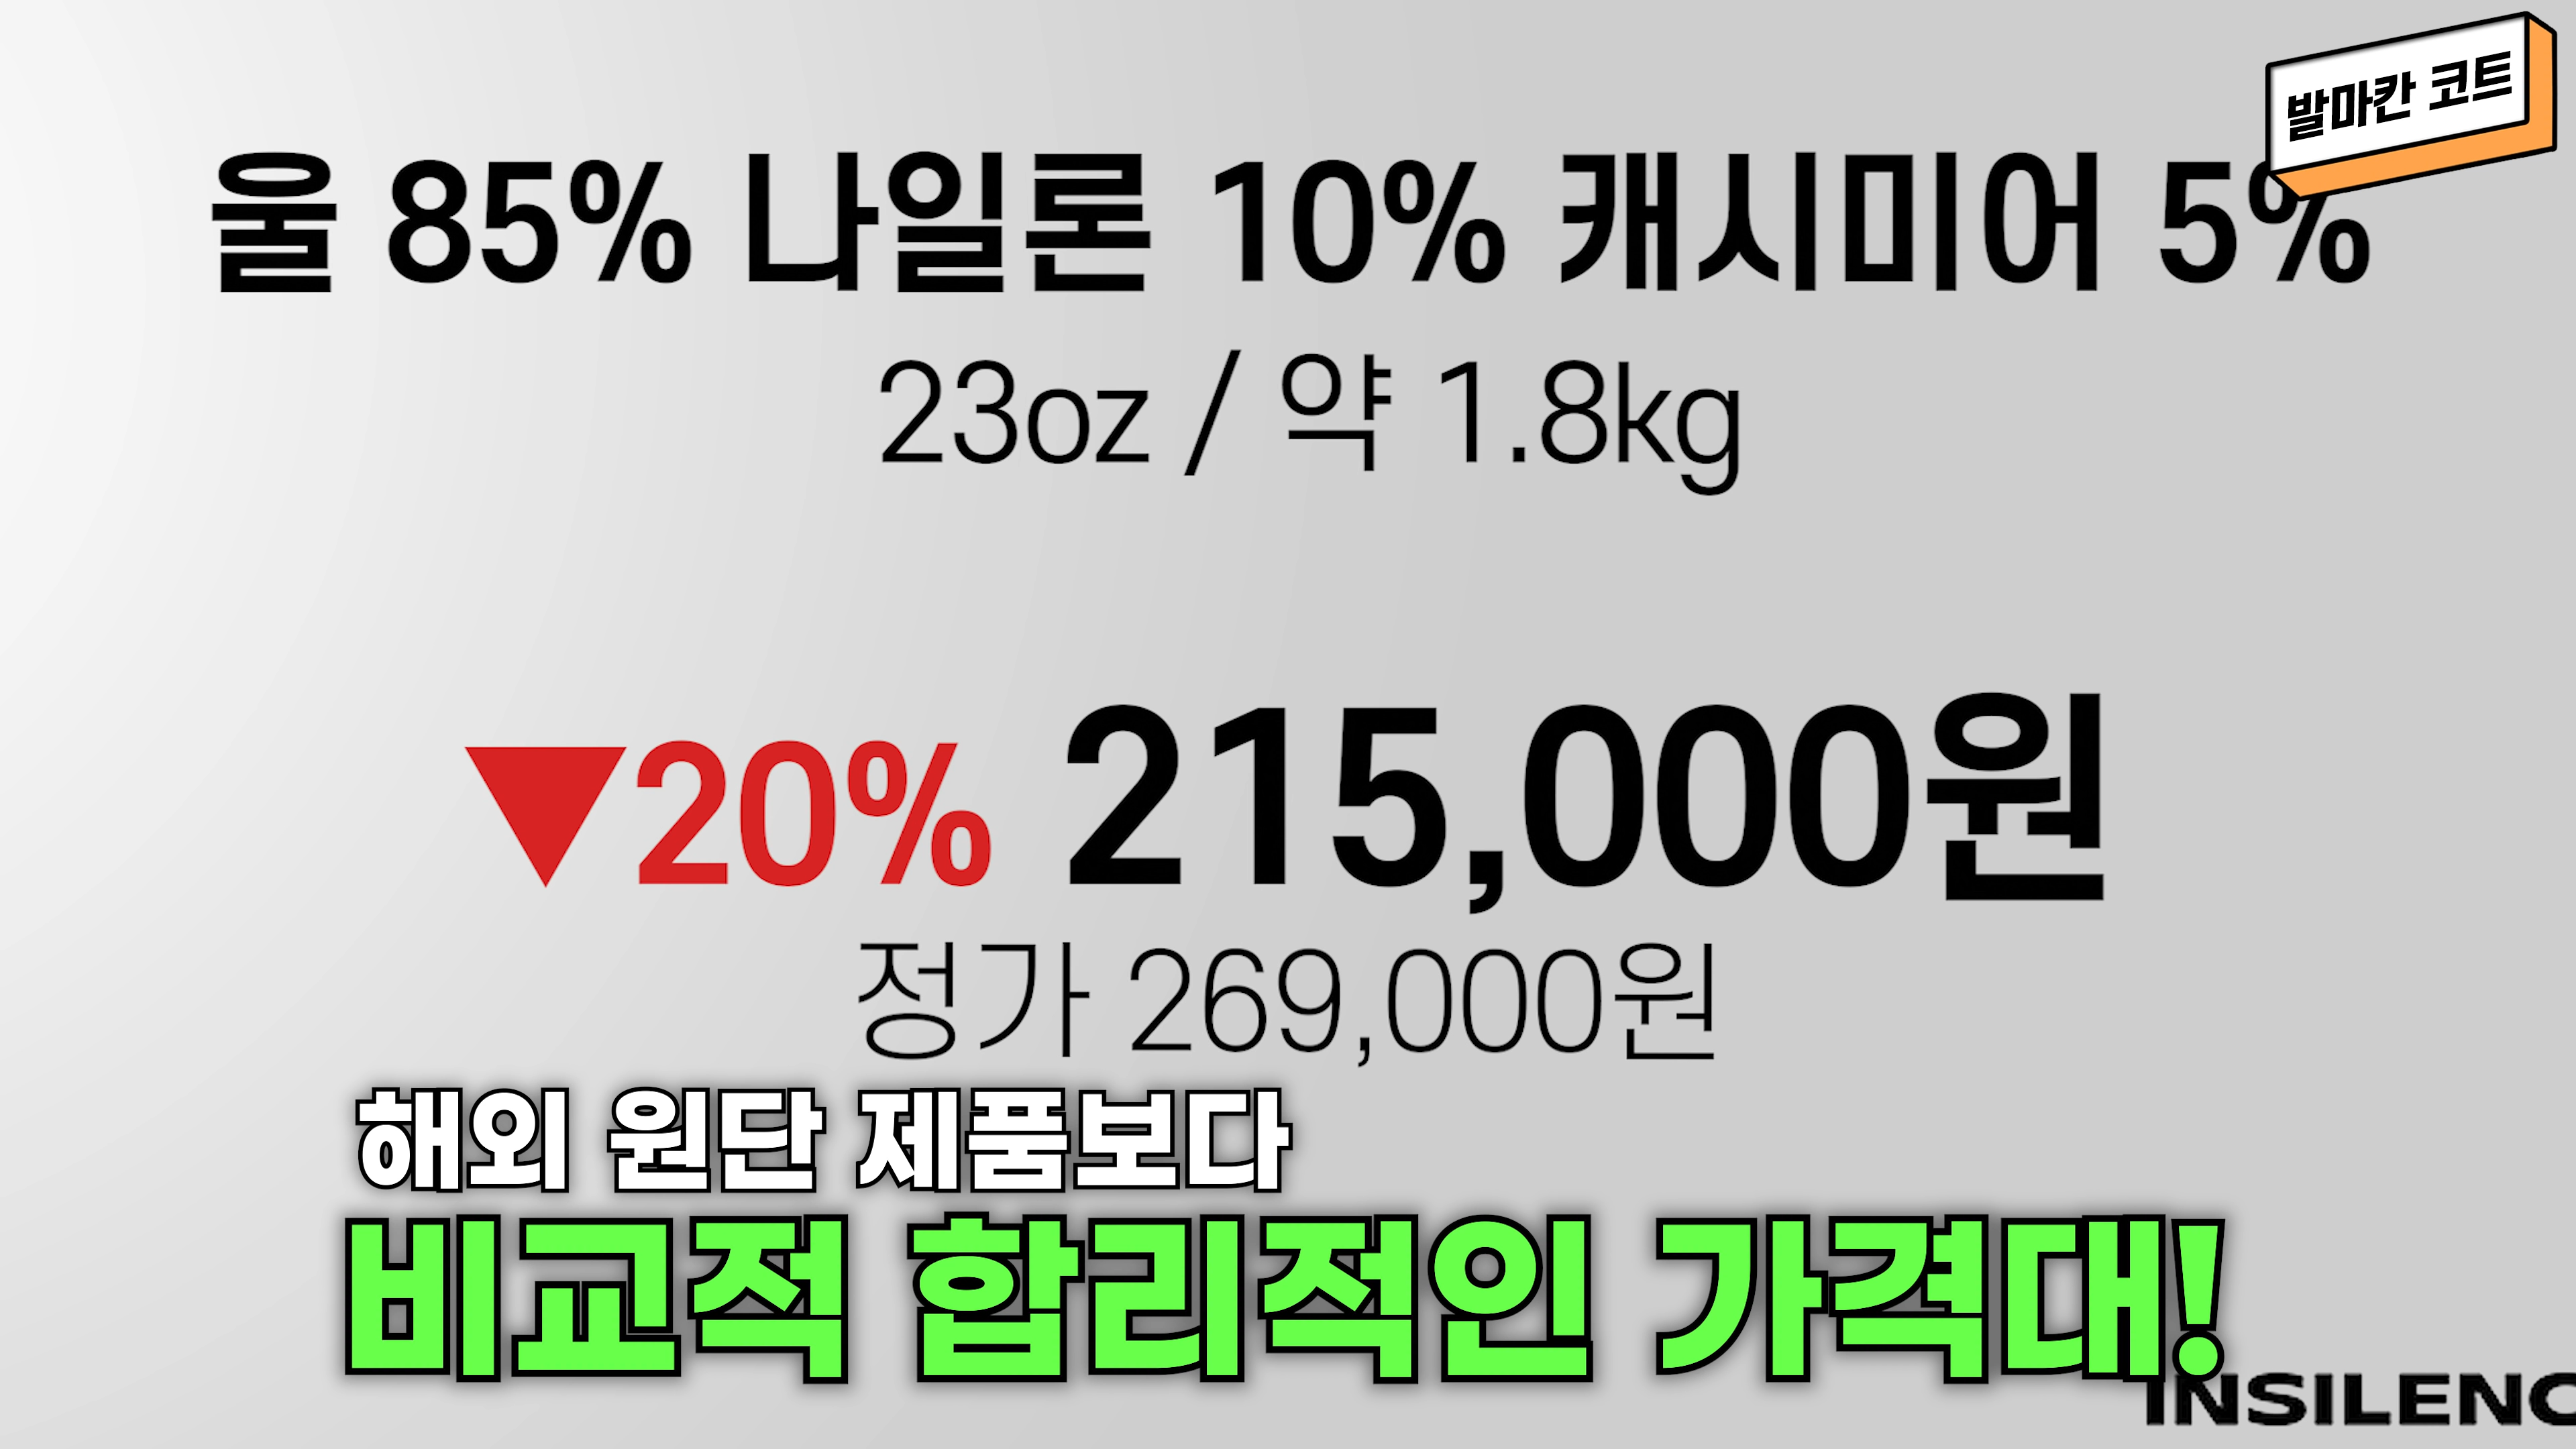 발마칸 코트
울 85% 나일론 10% 캐시미어 5%
23oz / 약 1.8kg
▼20% 215,000원
정가 269,000원
해외 원단 제품보다
비교적 합리적인 가격대!
INSILENC